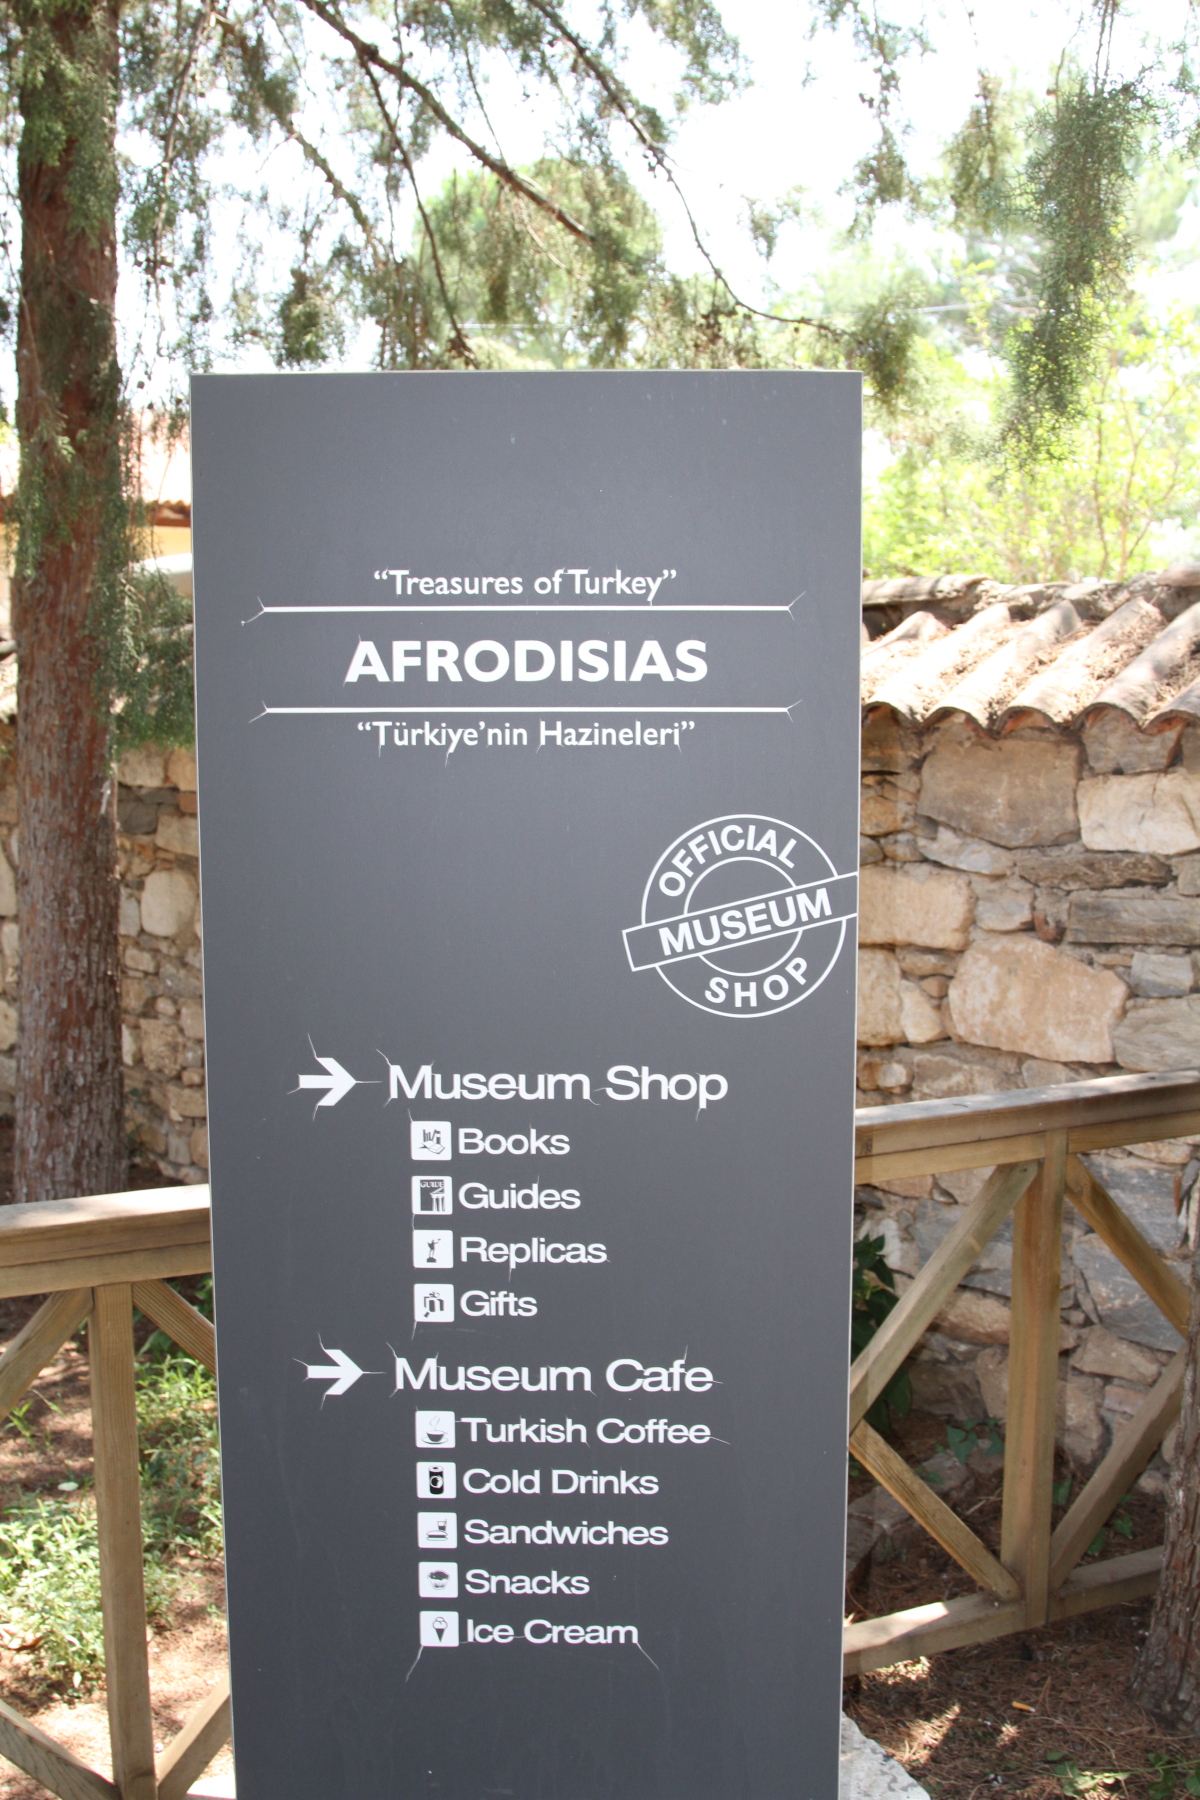 “Treasures of Turkey”
AFRODISIAS
“Türkiye’nin Hazineleri”
OFFICIAL
MUSEUM
SHOP
Museum Shop
Books
GUIDE
Guides
Replicas
Gifts
Museum Cafe
Turkish Coffee
Cold Drinks
Sandwiches
Snacks
Ice Cream